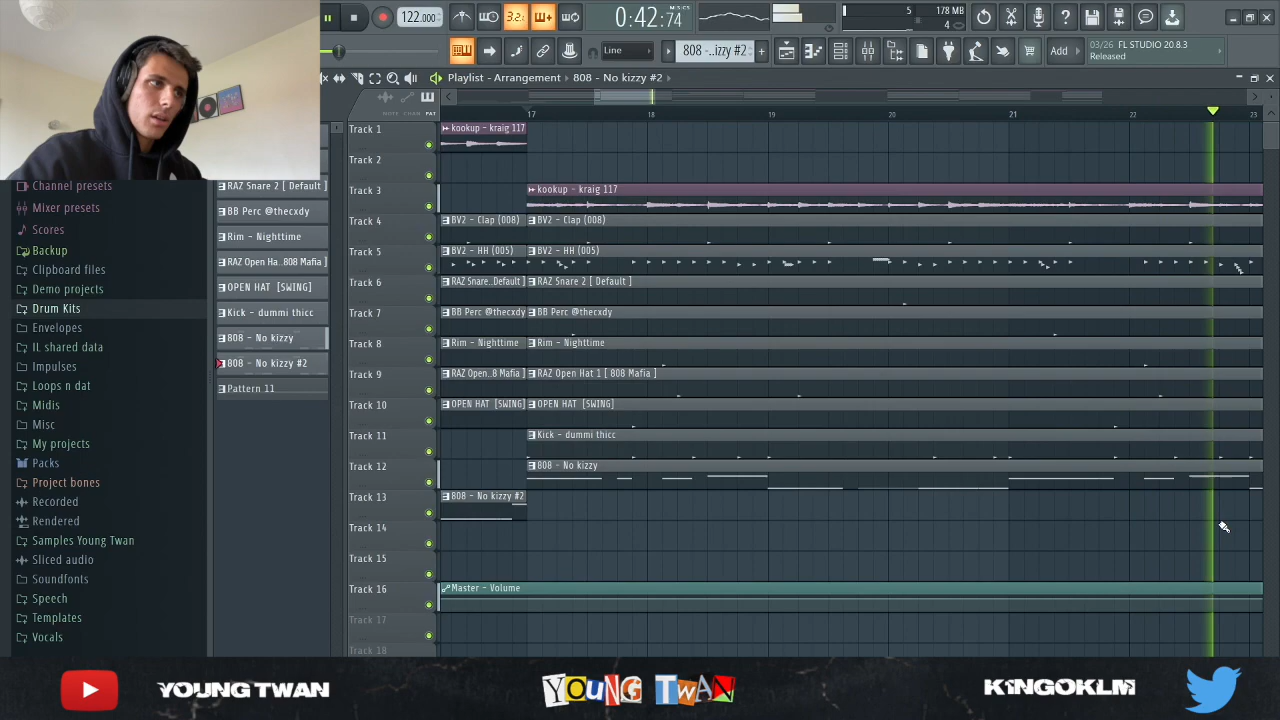 122.000
3.2.
0:42:74
5
178 MB
4
Line
808 -..izzy #2
Add
03/26 FL STUDIO 20.8.3
Released
Playlist - Arrangement
808 - No kizzy #2
NOTE CHAN PAT
17
18
19
20
21
22
23
Channel presets
Mixer presets
Scores
Backup
Clipboard files
Demo projects
Drum Kits
Envelopes
IL shared data
Impulses
Loops n dat
Midis
Misc
My projects
Packs
Project bones
Recorded
Rendered
Samples Young Twan
Sliced audio
Soundfonts
Speech
Templates
Vocals
RAZ Snare 2 [ Default ]
BB Perc @thecxdy
Rim - Nighttime
RAZ Open Ha..808 Mafia ]
OPEN HAT [SWING]
Kick - dummi thicc
808 - No kizzy
808 - No kizzy #2
Pattern 11
Track 1
kookup - kraig 117
Track 2
Track 3
kookup - kraig 117
Track 4
BV2 - Clap (008)
BV2 - Clap (008)
Track 5
BV2 - HH (005)
BV2 - HH (005)
Track 6
RAZ Snare..Default ]
RAZ Snare 2 [ Default ]
Track 7
BB Perc @thecxdy
BB Perc @thecxdy
Track 8
Rim - Nighttime
Rim - Nighttime
Track 9
RAZ Open..8 Mafia ]
RAZ Open Hat 1 [ 808 Mafia ]
Track 10
OPEN HAT [SWING]
OPEN HAT [SWING]
Track 11
Kick - dummi thicc
Track 12
808 - No kizzy
Track 13
808 - No kizzy #2
Track 14
Track 15
Track 16
Master - Volume
Track 17
Track 18
YOUNG TWAN
YOUNG TWAN
K1NGOKLM